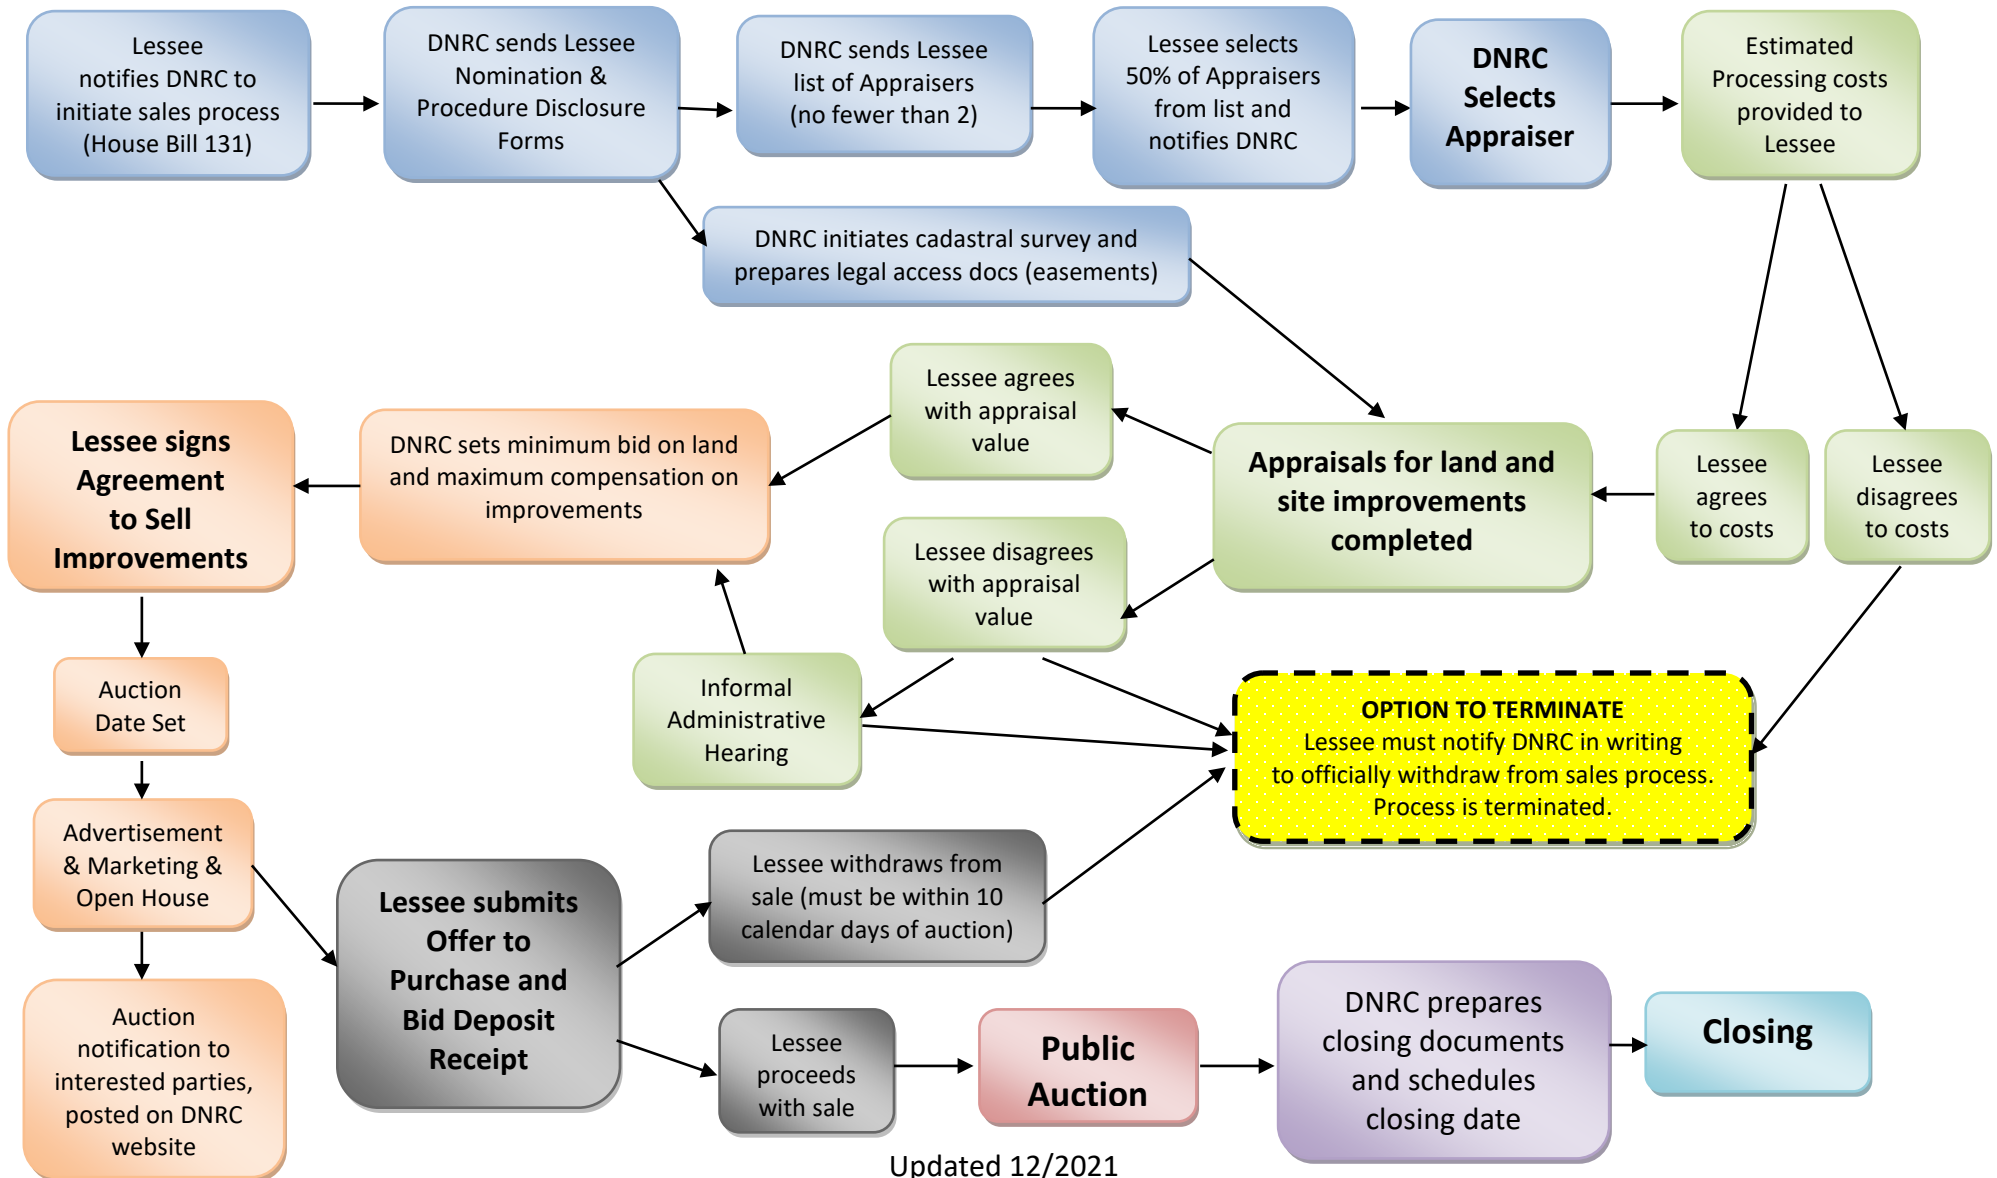 Lessee
notifies DNRC to
initiate sales process
(House Bill 131)
DNRC sends Lessee
Nomination &
Procedure Disclosure
Forms
DNRC sends Lessee
list of Appraisers
(no fewer than 2)
Lessee selects
50% of Appraisers
from list and
notifies DNRC
DNRC
Selects
Appraiser
Estimated
Processing costs
provided to
Lessee
DNRC initiates cadastral survey and
prepares legal access docs (easements)
Lessee agrees
with appraisal
value
Lessee signs
Agreement
to Sell
Improvements
DNRC sets minimum bid on land
and maximum compensation on
improvements
Appraisals for land and
site improvements
completed
Lessee
agrees
to costs
Lessee
disagrees
to costs
Lessee disagrees
with appraisal
value
Informal
Administrative
Hearing
OPTION TO TERMINATE
Lessee must notify DNRC in writing
to officially withdraw from sales process.
Process is terminated.
Auction
Date Set
Advertisement
& Marketing &
Open House
Lessee submits
Offer to
Purchase and
Bid Deposit
Receipt
Lessee withdraws from
sale (must be within 10
calendar days of auction)
Auction
notification to
interested parties,
posted on DNRC
website
Lessee
proceeds
with sale
Public
Auction
DNRC prepares
closing documents
and schedules
closing date
Closing
Updated 12/2021